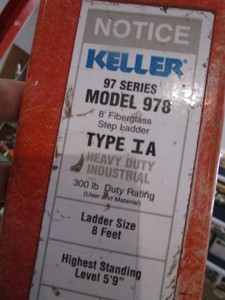 NOTICE
KELLER
97 SERIES
MODEL 978
8' Fiberglass
Step Ladder
TYPE IA
HEAVY DUTY
INDUSTRIAL
300 lb Duty Rating
(User and Material)
Ladder Size
8 Feet
Highest Standing
Level 5'9"